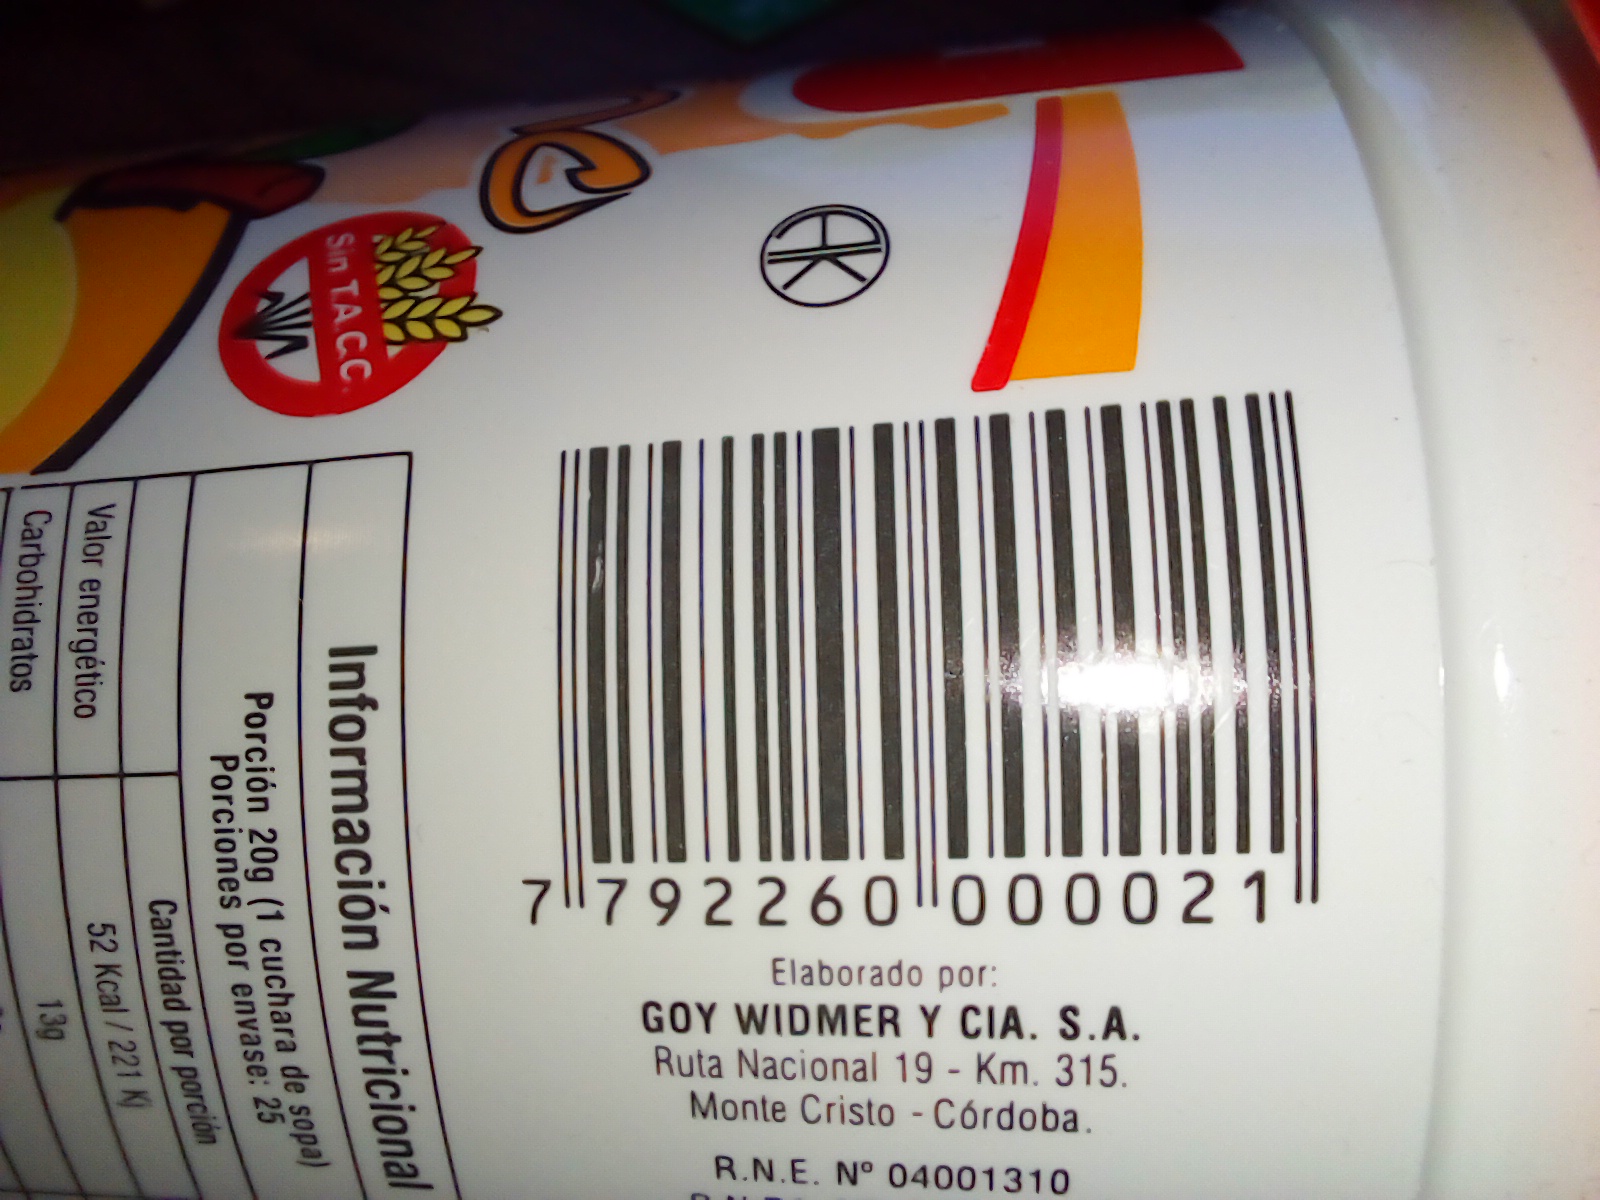 Sin T.A.C.C.
7 792260 000021
Elaborado por:
GOY WIDMER Y CIA. S.A.
Ruta Nacional 19 - Km. 315.
Monte Cristo - Córdoba.
R.N.E. Nº 04001310
Información Nutricional
Porción 20g (1 cuchara de sopa)
Porciones por envase: 25
Cantidad por porción
Valor energético 52 Kcal / 221 Kj
Carbohidratos 13g